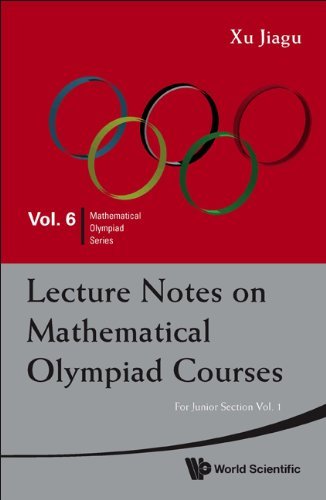 Xu Jiagu
Vol. 6
Mathematical
Olympiad
Series
Lecture Notes on
Mathematical
Olympiad Courses
For Junior Section Vol. 1
World Scientific